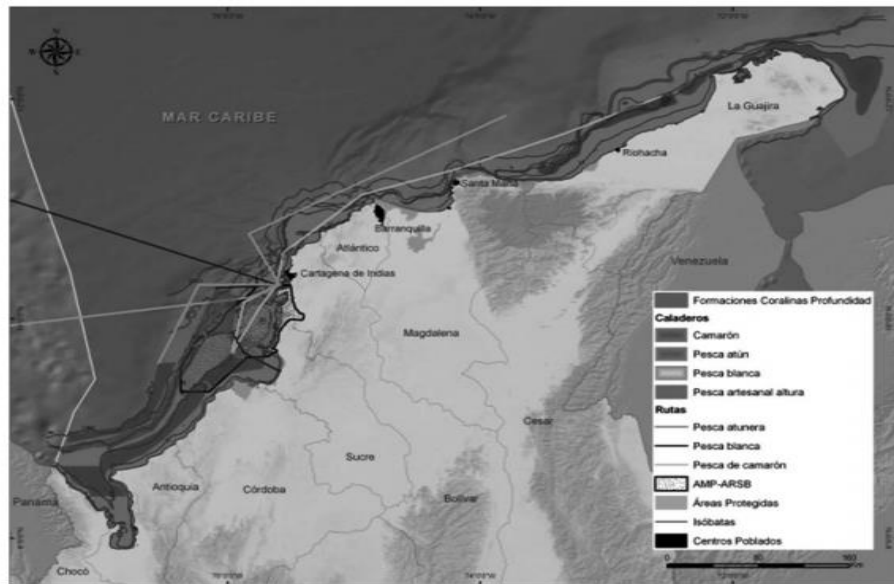 MAR CARIBE
La Guajira
Riohacha
Santa Marta
Barranquilla
Atlántico
Cartagena de Indias
Venezuela
Magdalena
Cesar
Sucre
Bolívar
Antioquia
Córdoba
Panamá
Chocó
Formaciones Coralinas Profundidad
Caladeros
Camarón
Pesca atún
Pesca blanca
Pesca artesanal altura
Rutas
Pesca atunera
Pesca blanca
Pesca de camarón
AMP-ARSB
Áreas Protegidas
Isóbatas
Centros Poblados